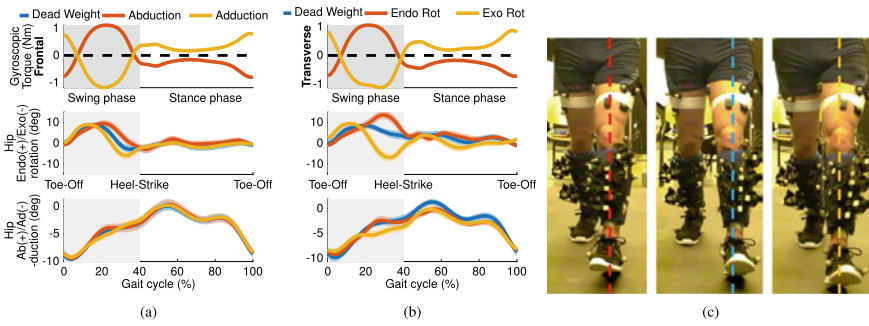 Dead Weight Abduction Adduction
Gyroscopic
Torque (Nm)
Frontal
1
0
-1
Swing phase Stance phase
Hip
Endo(+)/Exo(-)
rotation (deg)
10
0
-10
Toe-Off Heel-Strike Toe-Off
Hip
Ab(+)/Ad(-)
-duction (deg)
0
-5
-10
0 20 40 60 80 100
Gait cycle (%)
(a)
Dead Weight Endo Rot Exo Rot
Transverse
1
0
-1
Swing phase Stance phase
10
0
-10
Toe-Off Heel-Strike Toe-Off
0
-5
-10
0 20 40 60 80 100
Gait cycle (%)
(b)
(c)